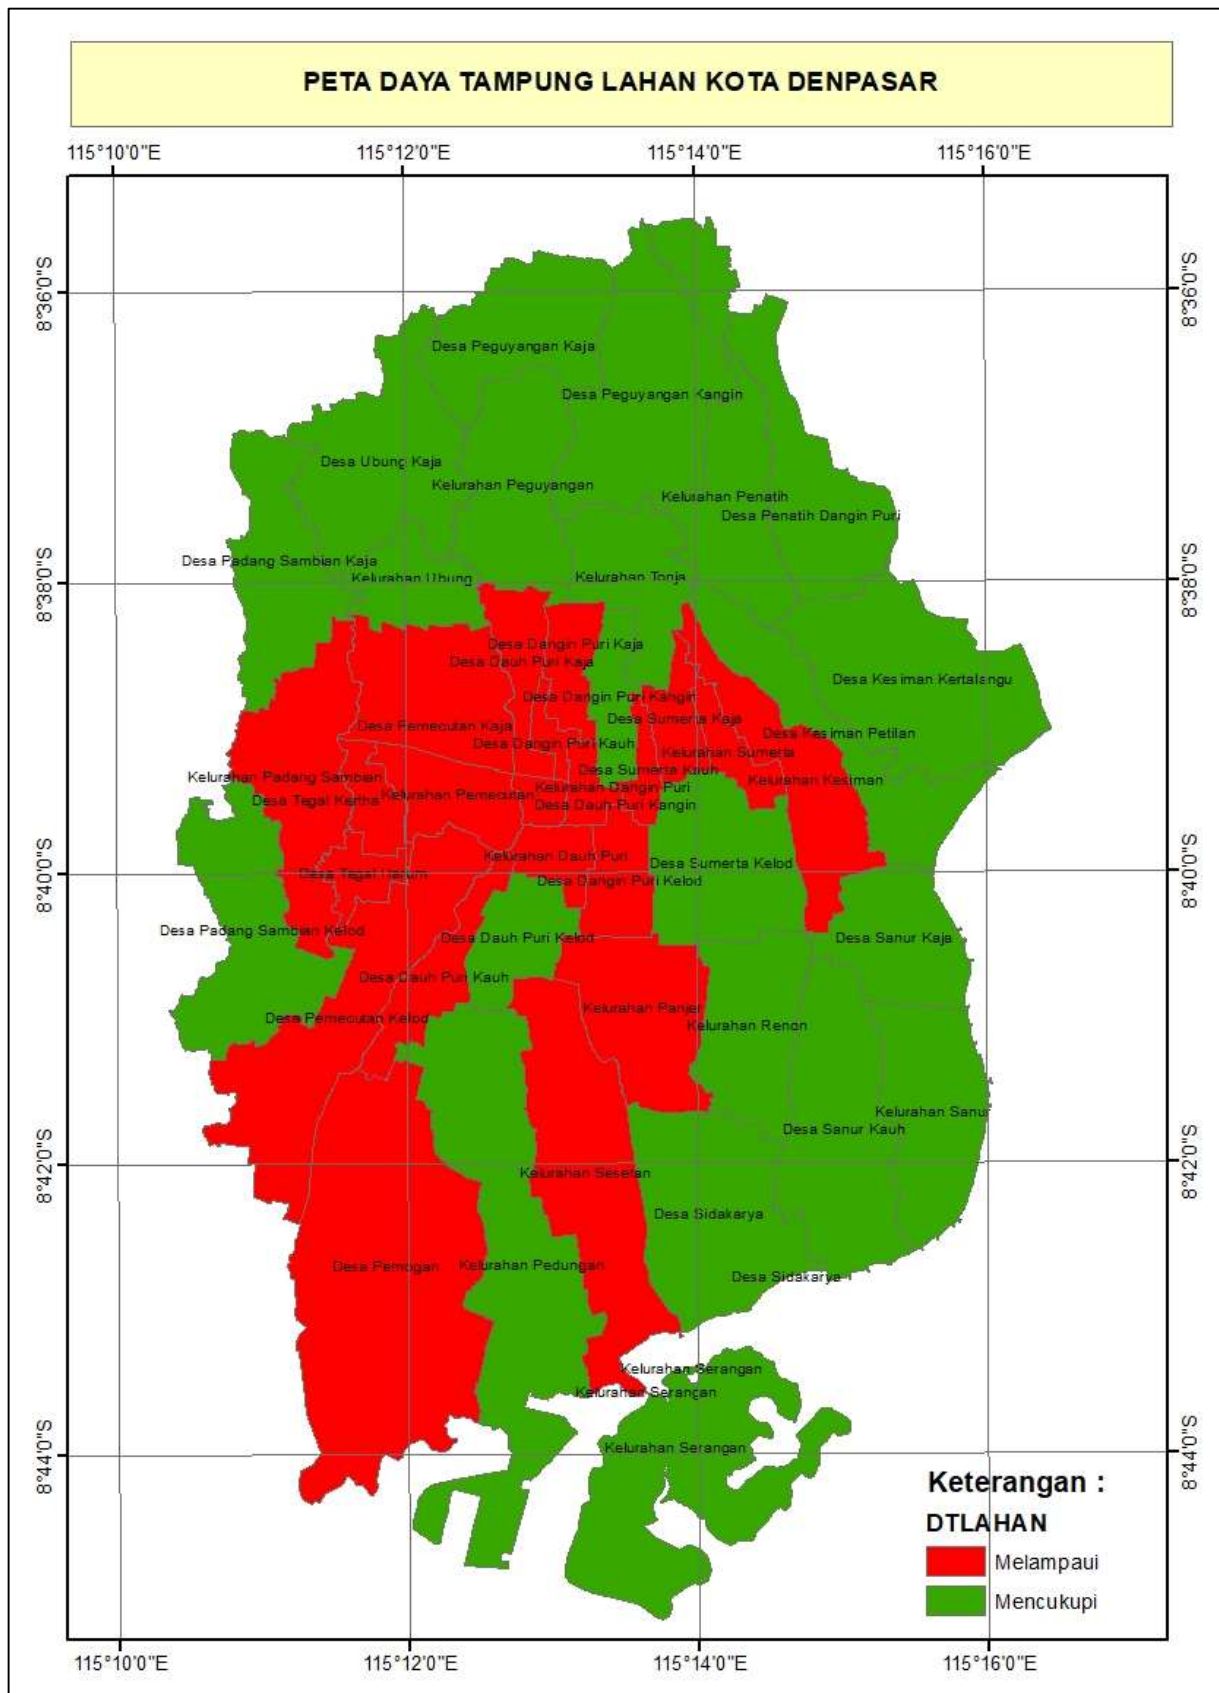 PETA DAYA TAMPUNG LAHAN KOTA DENPASAR
115°10'0"E 115°12'0"E 115°14'0"E 115°16'0"E
8°36'0"S
8°36'0"S
Desa Peguyangan Kaja
Desa Peguyangan Kangin
Desa Ubung Kaja
Kelurahan Peguyangan
Kelurahan Penatih
Desa Penatih Dangin Puri
Desa Padang Sambian Kaja
Kelurahan Ubung
Kelurahan Tonja
8°38'0"S
8°38'0"S
Desa Dangin Puri Kaja
Desa Dauh Puri Kaja
Desa Kesiman Kertalangu
Desa Dangin Puri Kangin
Desa Sumerta Kaja
Desa Pemecutan Kaja
Desa Kesiman Petilan
Desa Dangin Puri Kauh
Kelurahan Sumerta
Desa Sumerta Kauh
Kelurahan Padang Sambian
Kelurahan Kesiman
Kelurahan Dangin Puri
Kelurahan Pemecutan
Desa Tegal Kertha
Desa Dauh Puri Kangin
Kelurahan Dauh Puri
Desa Sumerta Kelod
8°40'0"S
8°40'0"S
Desa Tegal Harum
Desa Dangin Puri Kelod
Desa Padang Sambian Kelod
Desa Dauh Puri Kelod
Desa Sanur Kaja
Desa Dauh Puri Kauh
Kelurahan Panjer
Desa Pemecutan Kelod
Kelurahan Renon
Kelurahan Sanur
Desa Sanur Kauh
8°42'0"S
8°42'0"S
Kelurahan Sesetan
Desa Sidakarya
Desa Pemogan
Kelurahan Pedungan
Desa Sidakarya
Kelurahan Serangan
Kelurahan Serangan
Kelurahan Serangan
8°44'0"S
8°44'0"S
Keterangan :
DTLAHAN
Melampaui
Mencukupi
115°10'0"E 115°12'0"E 115°14'0"E 115°16'0"E